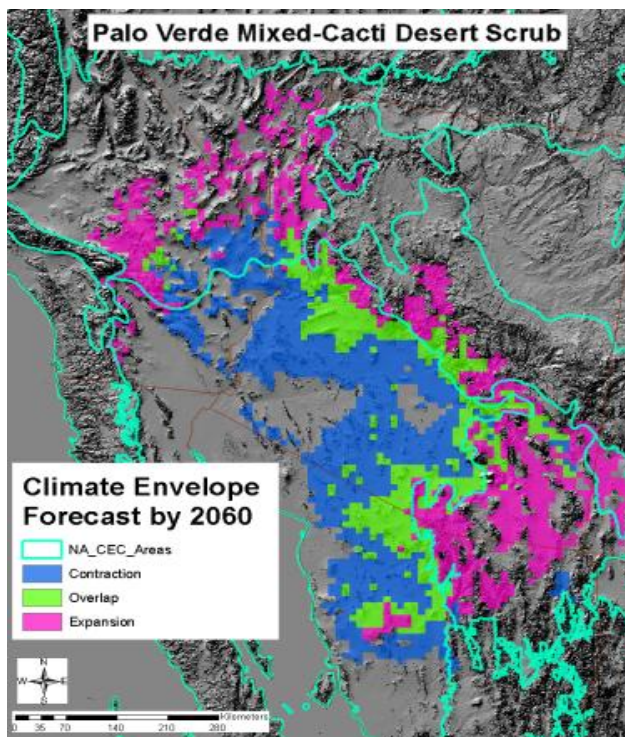 Palo Verde Mixed-Cacti Desert Scrub
Climate Envelope
Forecast by 2060
NA_CEC_Areas
Contraction
Overlap
Expansion
N
W E
S
0 35 70 140 210 280
Kilometers